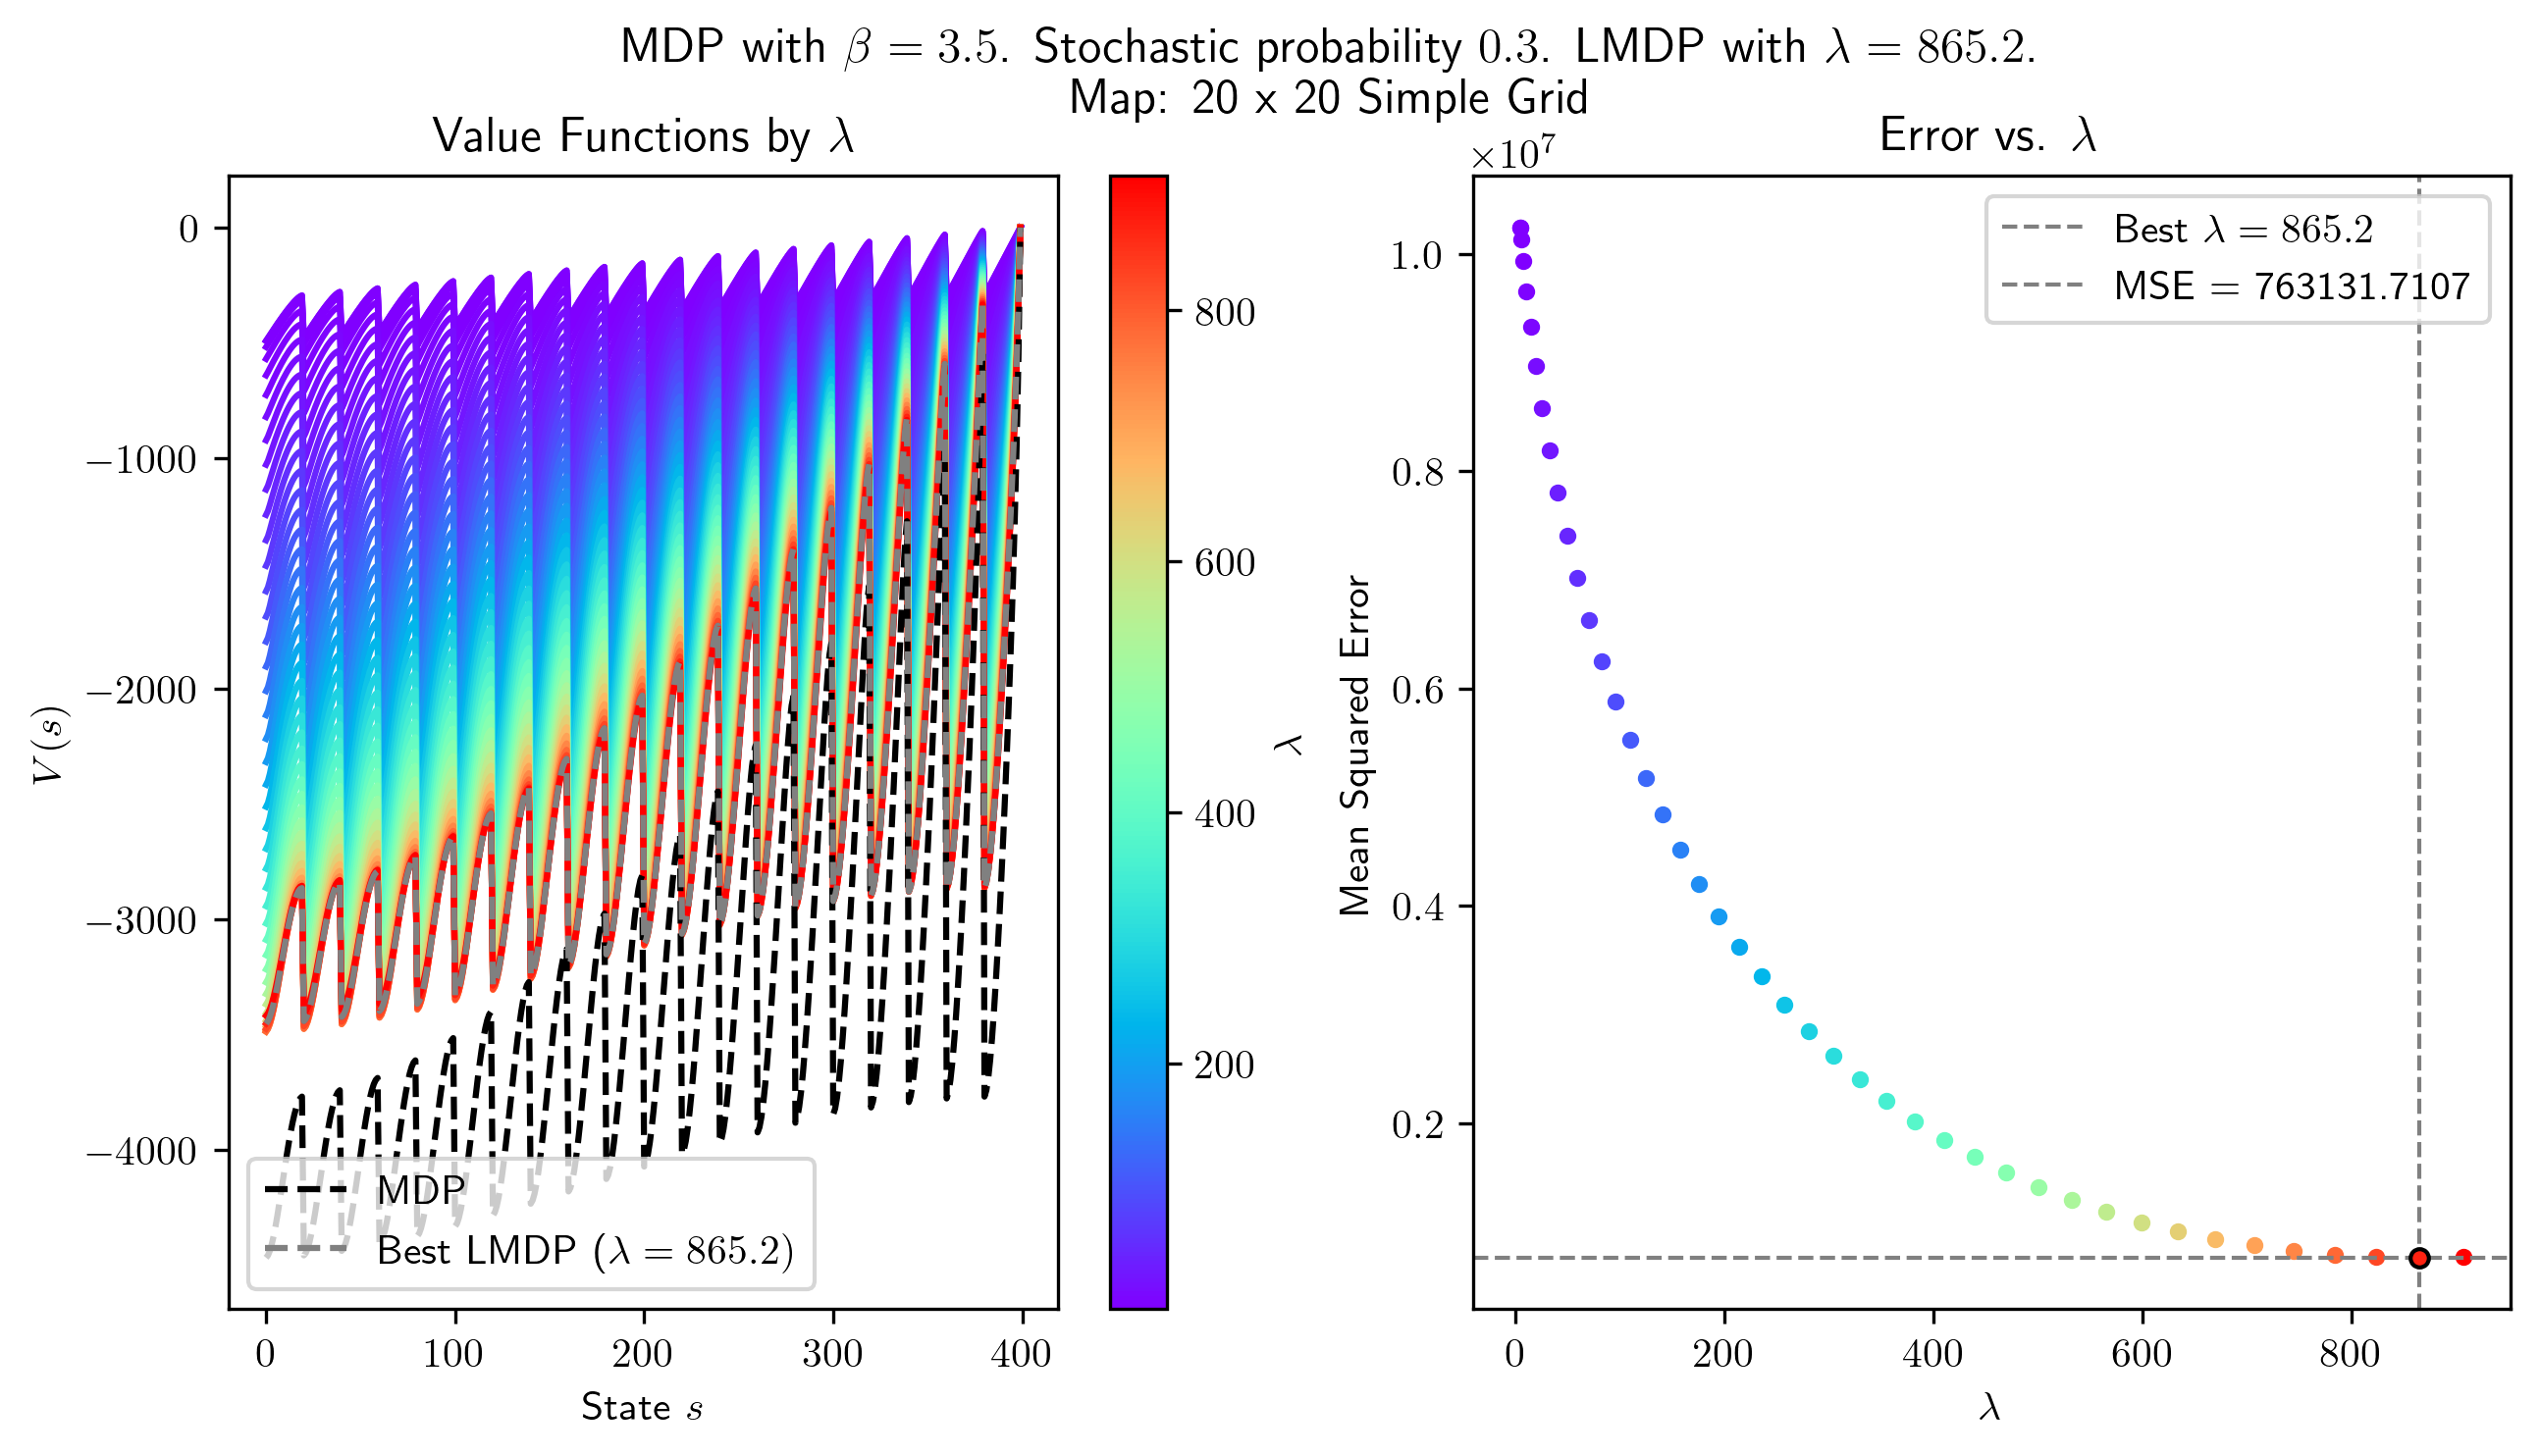 MDP with β = 3.5. Stochastic probability 0.3. LMDP with λ = 865.2.
Map: 20 x 20 Simple Grid
Value Functions by λ
0
−1000
−2000
−3000
−4000
V(s)
0 100 200 300 400
State s
MDP
Best LMDP (λ = 865.2)
800
600
400
200
λ
Error vs. λ
×10⁷
1.0
0.8
0.6
0.4
0.2
Mean Squared Error
0 200 400 600 800
λ
Best λ = 865.2
MSE = 763131.7107